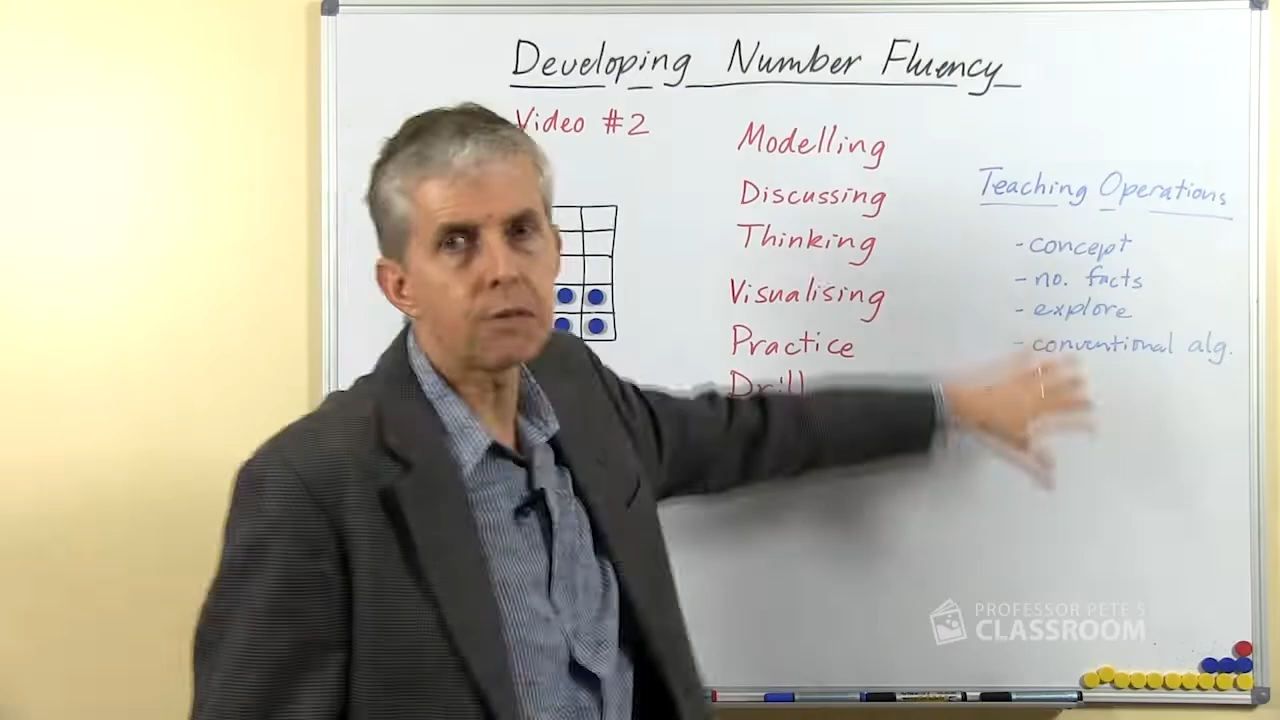 Developing Number Fluency
Video #2
Modelling
Discussing
Thinking
Visualising
Practice
Drill
Teaching Operations
- concept
- no. facts
- explore
- conventional alg.
PROFESSOR PETE'S
CLASSROOM